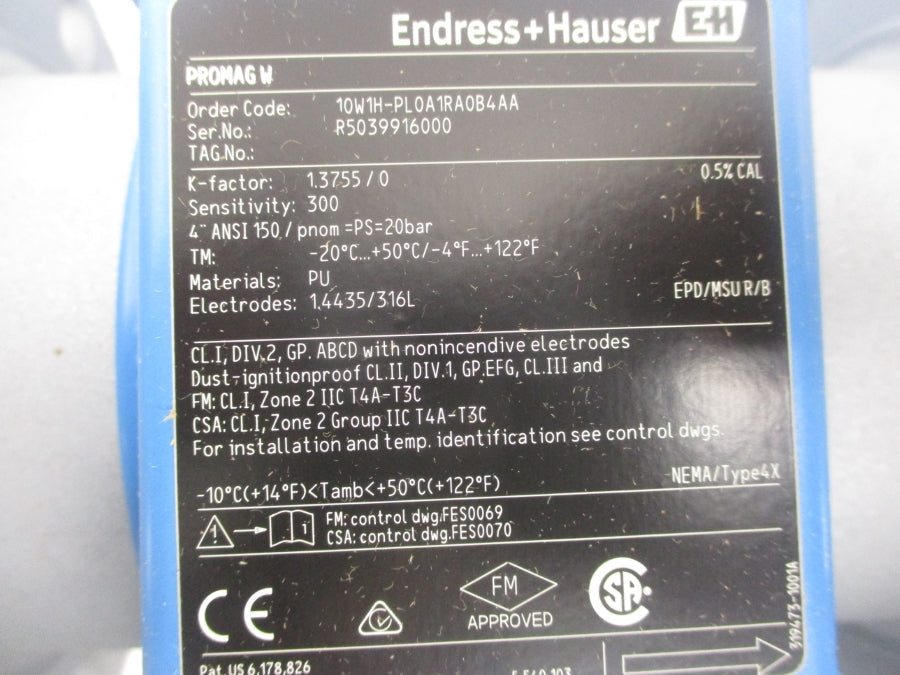 Endress+Hauser EH
PROMAG W
Order Code: 10W1H-PL0A1RA0B4AA
Ser.No.: R5039916000
TAG No.:
K-factor: 1.3755 / 0 0.5% CAL
Sensitivity: 300
4" ANSI 150 / pnom =PS=20bar
TM: -20°C...+50°C/-4°F...+122°F
Materials: PU
Electrodes: 1.4435/316L EPD/MSU R/B
CL.I, DIV.2, GP. ABCD with nonincendive electrodes
Dust-ignitionproof CL.II, DIV.1, GP.EFG, CL.III and
FM: CL.I, Zone 2 IIC T4A-T3C
CSA: CL.I, Zone 2 Group IIC T4A-T3C
For installation and temp. identification see control dwgs.
-10°C(+14°F)<Tamb<+50°C(+122°F) NEMA/Type4X
FM: control dwg.FES0069
CSA: control dwg.FES0070
CE
FM
APPROVED
CSA
319473-1001A
Pat. US 6,178,826